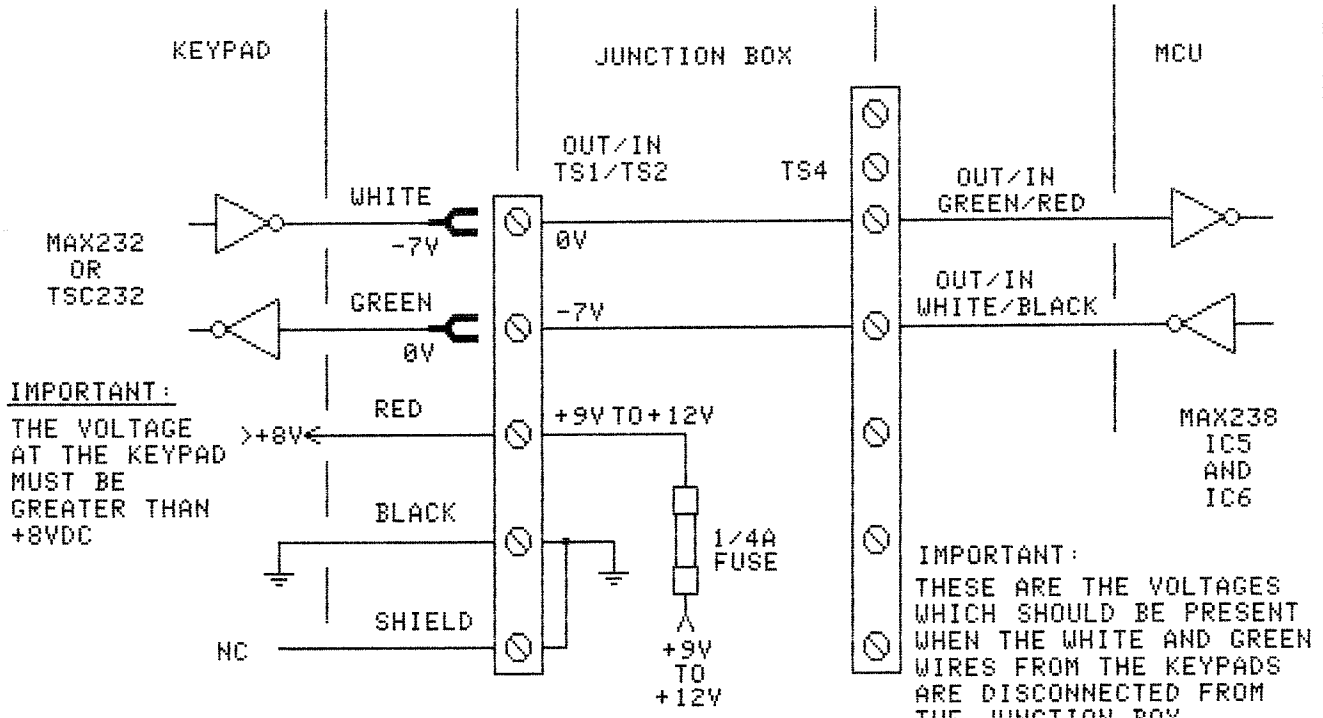 KEYPAD
JUNCTION BOX
MCU
OUT/IN
TS1/TS2
TS4
OUT/IN
GREEN/RED
WHITE
-7V
0V
MAX232
OR
TSC232
GREEN
0V
-7V
OUT/IN
WHITE/BLACK
IMPORTANT:
THE VOLTAGE
AT THE KEYPAD
MUST BE
GREATER THAN
+8VDC
>+8V<
RED
+9V TO +12V
MAX238
IC5
AND
IC6
BLACK
1/4A
FUSE
SHIELD
NC
+9V
TO
+12V
IMPORTANT:
THESE ARE THE VOLTAGES
WHICH SHOULD BE PRESENT
WHEN THE WHITE AND GREEN
WIRES FROM THE KEYPADS
ARE DISCONNECTED FROM
THE JUNCTION BOX